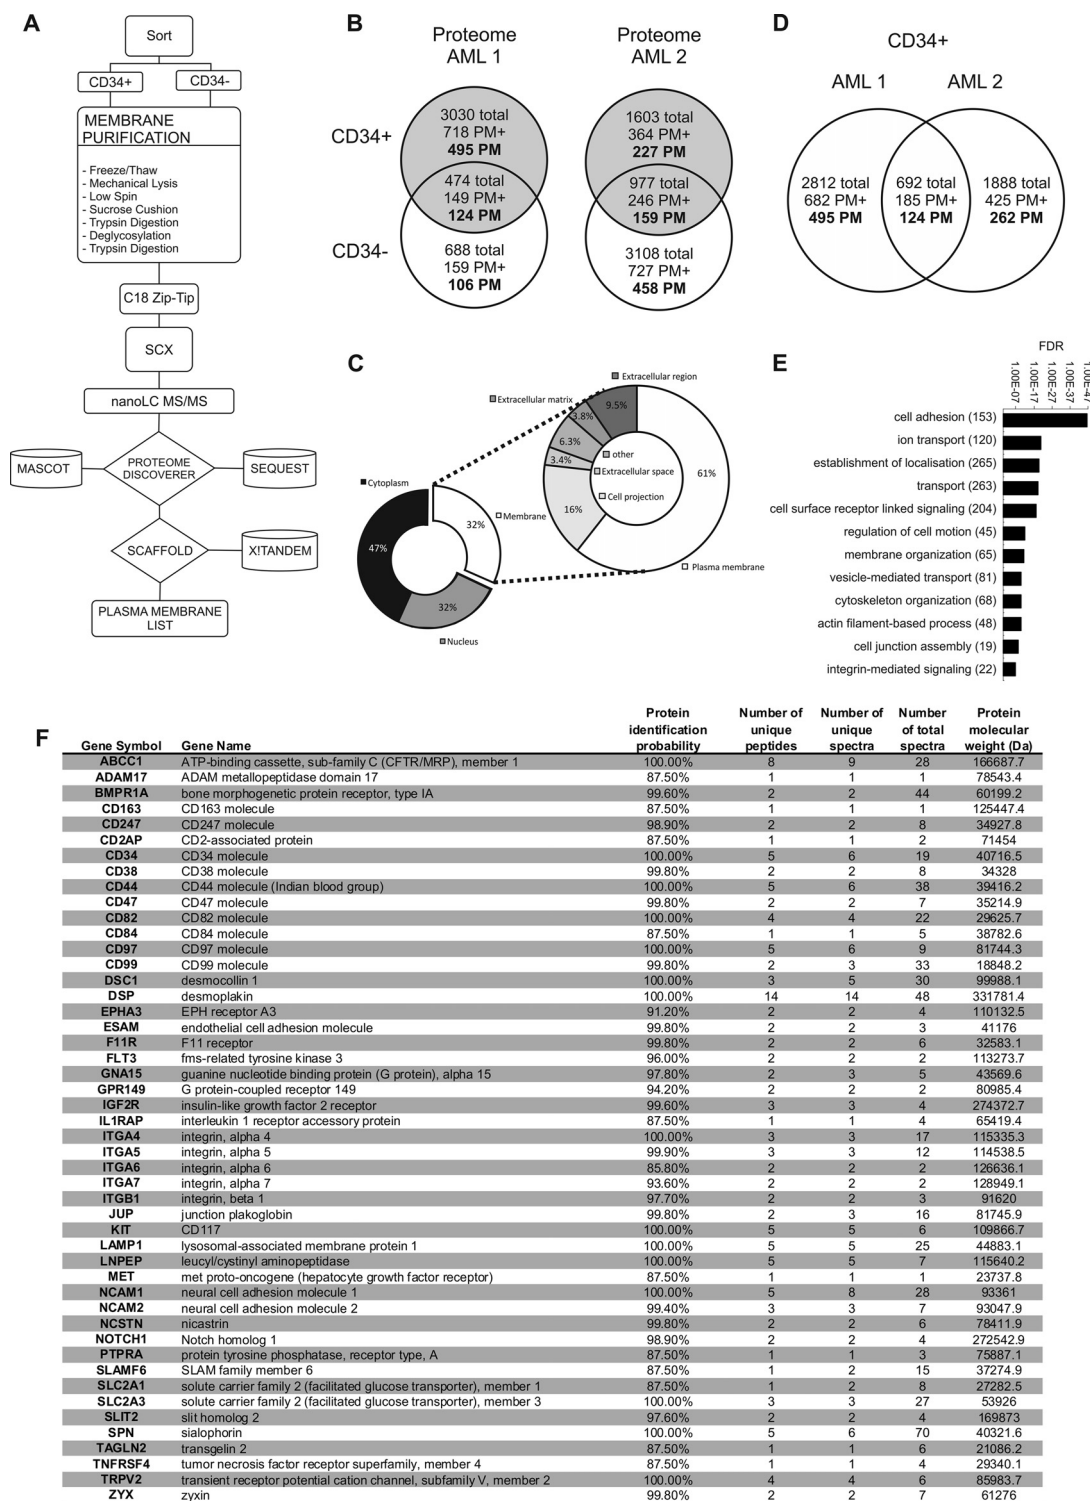 A
Sort
CD34+
CD34-
MEMBRANE
PURIFICATION
- Freeze/Thaw
- Mechanical Lysis
- Low Spin
- Sucrose Cushion
- Trypsin Digestion
- Deglycosylation
- Trypsin Digestion
C18 Zip-Tip
SCX
nanoLC MS/MS
MASCOT
PROTEOME
DISCOVERER
SEQUEST
SCAFFOLD
X!TANDEM
PLASMA MEMBRANE
LIST
B
Proteome
AML 1
Proteome
AML 2
CD34+
3030 total
718 PM+
495 PM
1603 total
364 PM+
227 PM
474 total
149 PM+
124 PM
977 total
246 PM+
159 PM
CD34-
688 total
159 PM+
106 PM
3108 total
727 PM+
458 PM
D
CD34+
AML 1
AML 2
2812 total
682 PM+
495 PM
692 total
185 PM+
124 PM
1888 total
425 PM+
262 PM
C
Extracellular region
Extracellular matrix
9.5%
3.8%
6.3%
3.4%
other
Extracellular space
61%
Cell projection
16%
Cytoplasm
Membrane
32%
47%
Plasma membrane
32%
Nucleus
E
FDR
1.00E-07
1.00E-17
1.00E-27
1.00E-37
1.00E-47
cell adhesion (153)
ion transport (120)
establishment of localisation (265)
transport (263)
cell surface receptor linked signaling (204)
regulation of cell motion (45)
membrane organization (65)
vesicle-mediated transport (81)
cytoskeleton organization (68)
actin filament-based process (48)
cell junction assembly (19)
integrin-mediated signaling (22)
F
Protein Number of Number of Number Protein
identification unique unique of total molecular
Gene Symbol Gene Name probability peptides spectra spectra weight (Da)
ABCC1 ATP-binding cassette, sub-family C (CFTR/MRP), member 1 100.00% 8 9 28 166687.7
ADAM17 ADAM metallopeptidase domain 17 87.50% 1 1 1 78543.4
BMPR1A bone morphogenetic protein receptor, type IA 99.60% 2 2 44 60199.2
CD163 CD163 molecule 87.50% 1 1 1 125447.4
CD247 CD247 molecule 98.90% 2 2 8 34927.8
CD2AP CD2-associated protein 87.50% 1 1 2 71454
CD34 CD34 molecule 100.00% 5 6 19 40716.5
CD38 CD38 molecule 99.80% 2 2 8 34328
CD44 CD44 molecule (Indian blood group) 100.00% 5 6 38 39416.2
CD47 CD47 molecule 99.80% 2 2 7 35214.9
CD82 CD82 molecule 100.00% 4 4 22 29625.7
CD84 CD84 molecule 87.50% 1 1 5 38782.6
CD97 CD97 molecule 100.00% 5 6 9 81744.3
CD99 CD99 molecule 99.80% 2 3 33 18848.2
DSC1 desmocollin 1 100.00% 3 5 30 99988.1
DSP desmoplakin 100.00% 14 14 48 331781.4
EPHA3 EPH receptor A3 91.20% 2 2 4 110132.5
ESAM endothelial cell adhesion molecule 99.80% 2 2 3 41176
F11R F11 receptor 99.80% 2 2 6 32583.1
FLT3 fms-related tyrosine kinase 3 96.00% 2 2 2 113273.7
GNA15 guanine nucleotide binding protein (G protein), alpha 15 97.80% 2 3 5 43569.6
GPR149 G protein-coupled receptor 149 94.20% 2 2 2 80985.4
IGF2R insulin-like growth factor 2 receptor 99.60% 3 3 4 274372.7
IL1RAP interleukin 1 receptor accessory protein 87.50% 1 1 4 65419.4
ITGA4 integrin, alpha 4 100.00% 3 3 17 115335.3
ITGA5 integrin, alpha 5 99.90% 3 3 12 114538.5
ITGA6 integrin, alpha 6 85.80% 2 2 2 126636.1
ITGA7 integrin, alpha 7 93.60% 2 2 2 128949.1
ITGB1 integrin, beta 1 97.70% 2 2 3 91620
JUP junction plakoglobin 99.80% 2 3 16 81745.9
KIT CD117 100.00% 5 5 6 109866.7
LAMP1 lysosomal-associated membrane protein 1 100.00% 5 5 25 44883.1
LNPEP leucyl/cystinyl aminopeptidase 100.00% 5 5 7 115640.2
MET met proto-oncogene (hepatocyte growth factor receptor) 87.50% 1 1 1 23737.8
NCAM1 neural cell adhesion molecule 1 100.00% 5 8 28 93361
NCAM2 neural cell adhesion molecule 2 99.40% 3 3 7 93047.9
NCSTN nicastrin 99.80% 2 2 6 78411.9
NOTCH1 Notch homolog 1 98.90% 2 2 4 272542.9
PTPRA protein tyrosine phosphatase, receptor type, A 87.50% 1 1 3 75887.1
SLAMF6 SLAM family member 6 87.50% 1 2 15 37274.9
SLC2A1 solute carrier family 2 (facilitated glucose transporter), member 1 87.50% 1 2 8 27282.5
SLC2A3 solute carrier family 2 (facilitated glucose transporter), member 3 100.00% 3 3 27 53926
SLIT2 slit homolog 2 97.60% 2 2 4 169873
SPN sialophorin 100.00% 5 6 70 40321.6
TAGLN2 transgelin 2 87.50% 1 1 6 21086.2
TNFRSF4 tumor necrosis factor receptor superfamily, member 4 87.50% 1 1 4 29340.1
TRPV2 transient receptor potential cation channel, subfamily V, member 2 100.00% 4 4 6 85983.7
ZYX zyxin 99.80% 2 2 7 61276